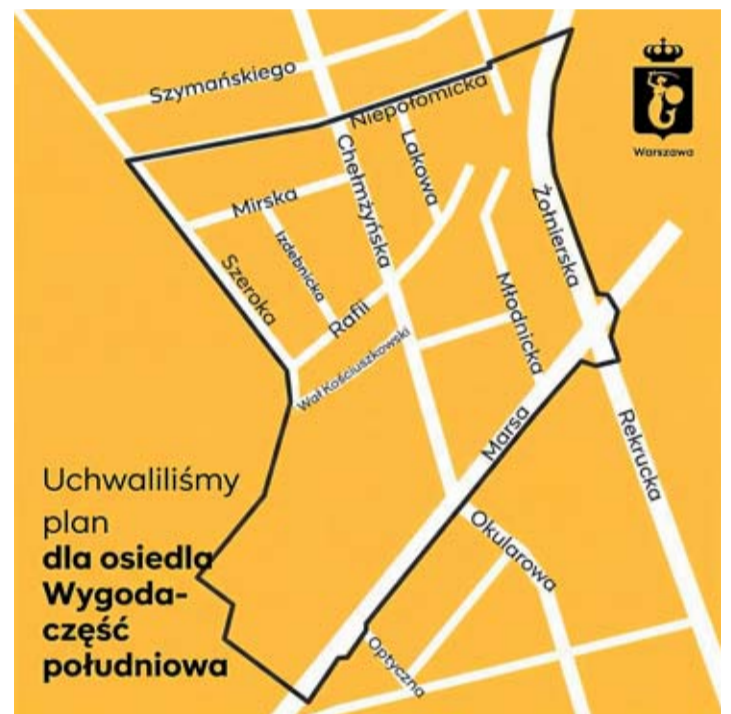 Szymańskiego
Niepołomicka
Warszawa
Chełmżyńska
Lakowa
Mirska
Żołnierska
Izdebnicka
Szeroka
Rafii
Młodnicka
Wał Kościuszkowski
Marsa
Rekrucka
Uchwaliliśmy
plan
dla osiedla
Wygoda-
część
południowa
Okularowa
Optyczna